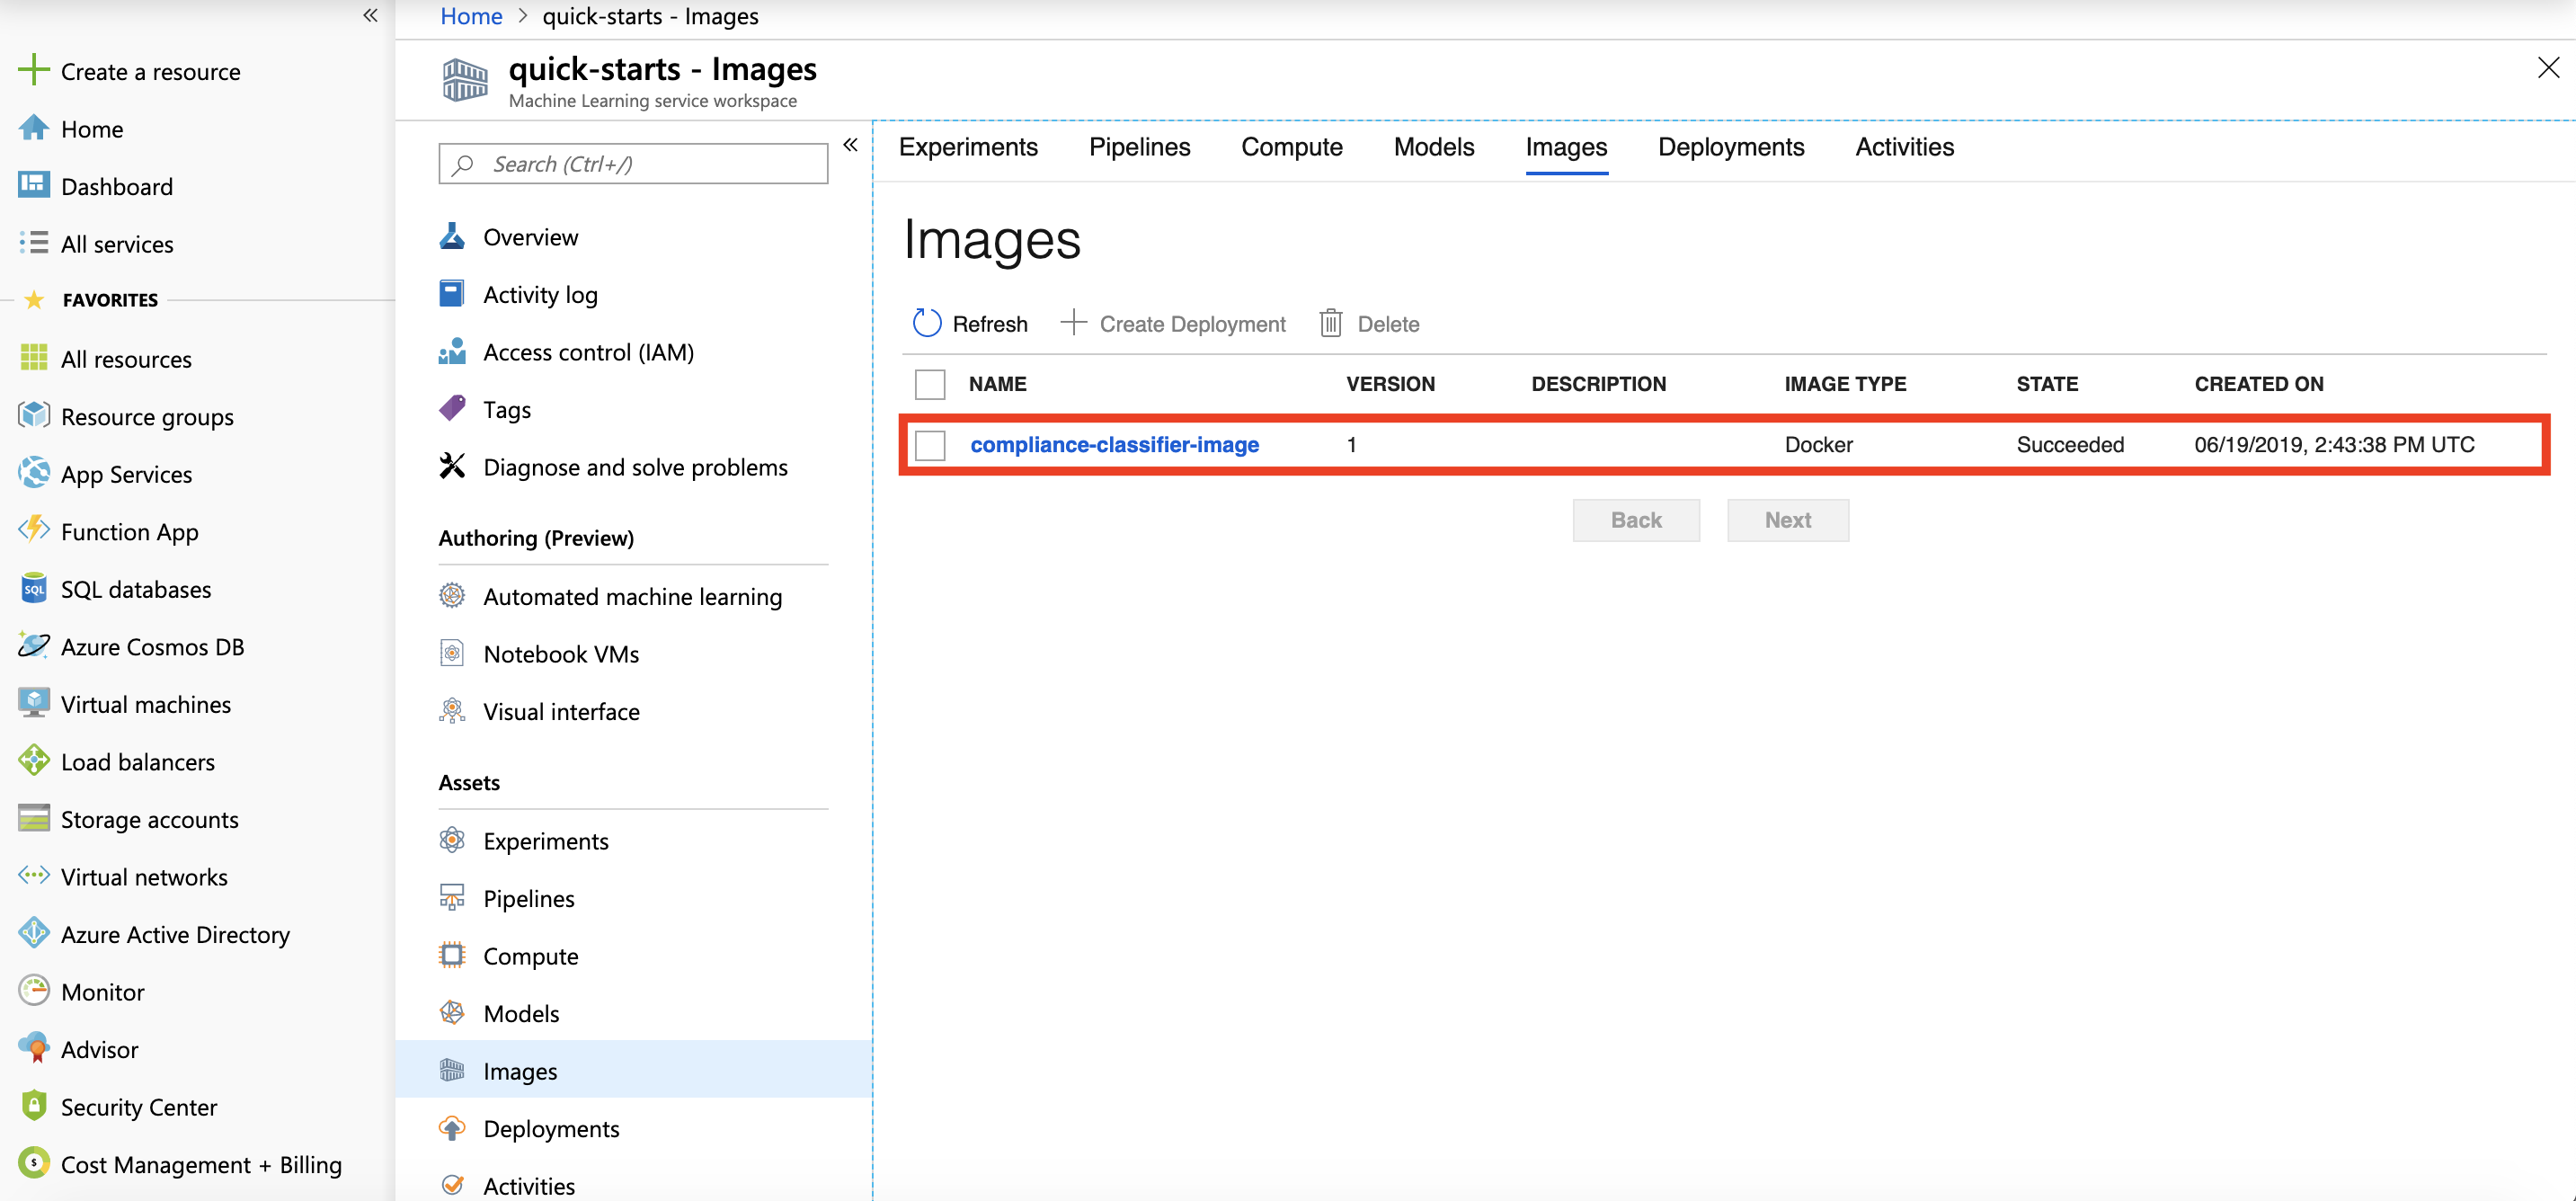 Create a resource
Home
Dashboard
All services
FAVORITES
All resources
Resource groups
App Services
Function App
SQL databases
Azure Cosmos DB
Virtual machines
Load balancers
Storage accounts
Virtual networks
Azure Active Directory
Monitor
Advisor
Security Center
Cost Management + Billing
Home > quick-starts - Images
quick-starts - Images
Machine Learning service workspace
Search (Ctrl+/)
Overview
Activity log
Access control (IAM)
Tags
Diagnose and solve problems
Authoring (Preview)
Automated machine learning
Notebook VMs
Visual interface
Assets
Experiments
Pipelines
Compute
Models
Images
Deployments
Activities
Experiments Pipelines Compute Models Images Deployments Activities
Images
Refresh Create Deployment Delete
NAME VERSION DESCRIPTION IMAGE TYPE STATE CREATED ON
compliance-classifier-image 1 Docker Succeeded 06/19/2019, 2:43:38 PM UTC
Back Next